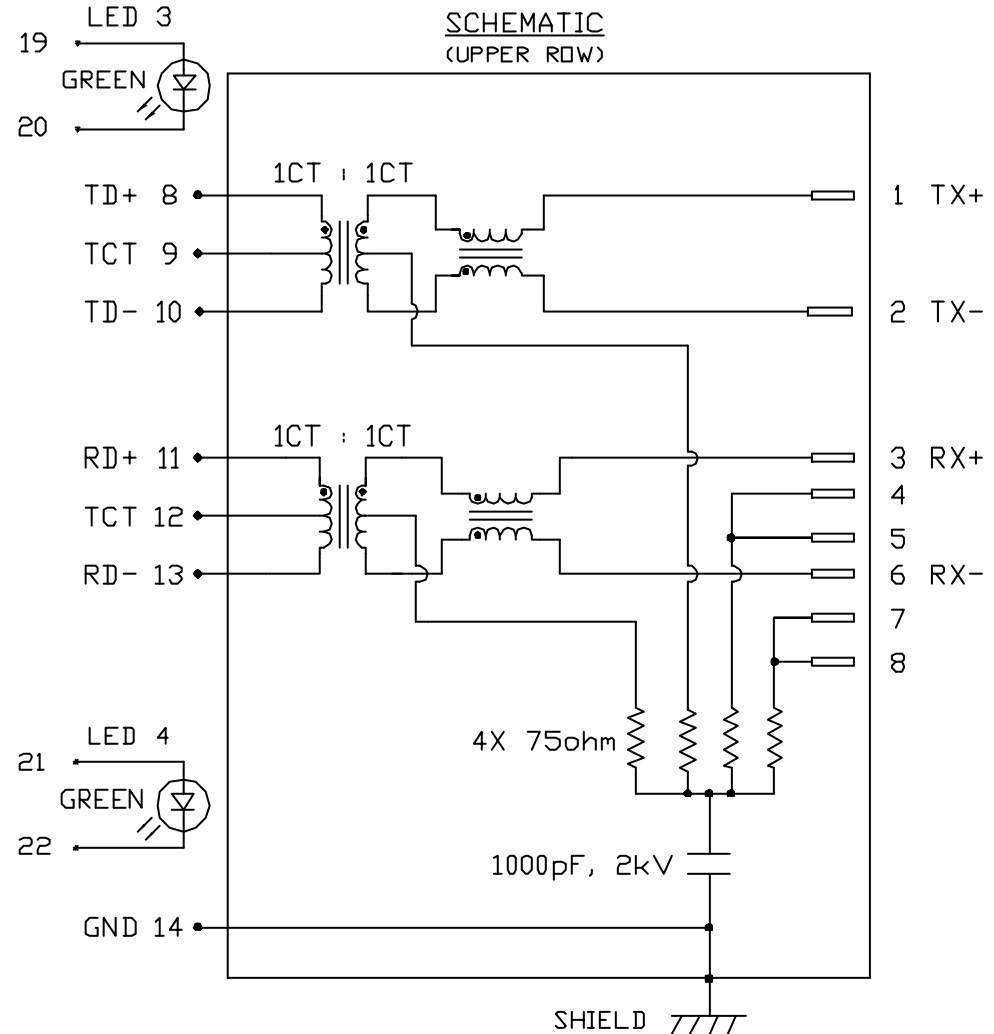 LED 3
SCHEMATIC
(UPPER ROW)
19
GREEN
20
1CT : 1CT
TD+ 8
1 TX+
TCT 9
TD- 10
2 TX-
1CT : 1CT
RD+ 11
3 RX+
4
TCT 12
5
RD- 13
6 RX-
7
8
LED 4
4X 75ohm
21
GREEN
22
1000pF, 2kV
GND 14
SHIELD